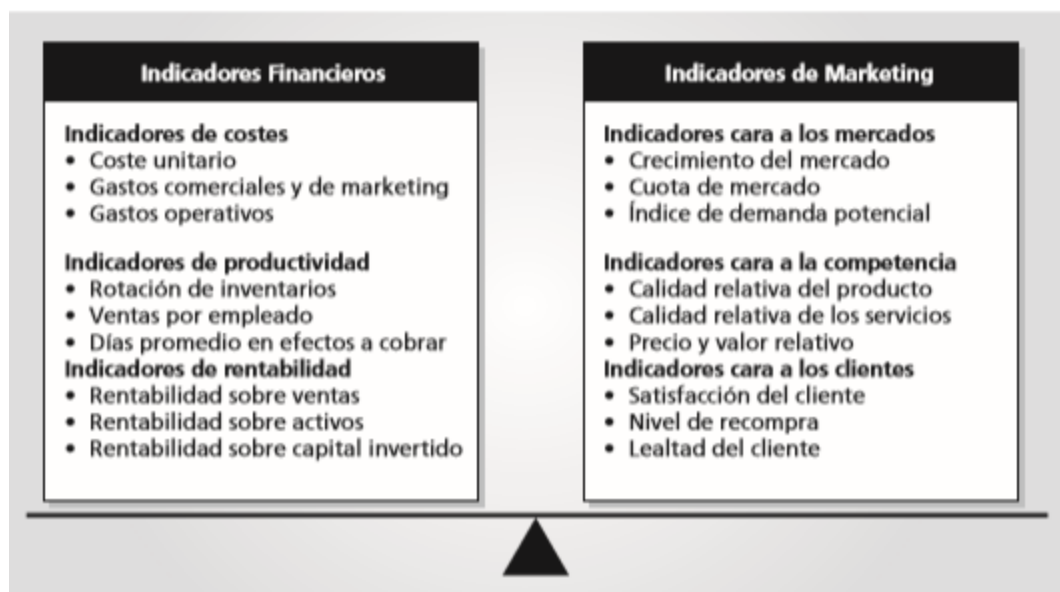 Indicadores Financieros
Indicadores de costes
• Coste unitario
• Gastos comerciales y de marketing
• Gastos operativos
Indicadores de productividad
• Rotación de inventarios
• Ventas por empleado
• Días promedio en efectos a cobrar
Indicadores de rentabilidad
• Rentabilidad sobre ventas
• Rentabilidad sobre activos
• Rentabilidad sobre capital invertido
Indicadores de Marketing
Indicadores cara a los mercados
• Crecimiento del mercado
• Cuota de mercado
• Índice de demanda potencial
Indicadores cara a la competencia
• Calidad relativa del producto
• Calidad relativa de los servicios
• Precio y valor relativo
Indicadores cara a los clientes
• Satisfacción del cliente
• Nivel de recompra
• Lealtad del cliente